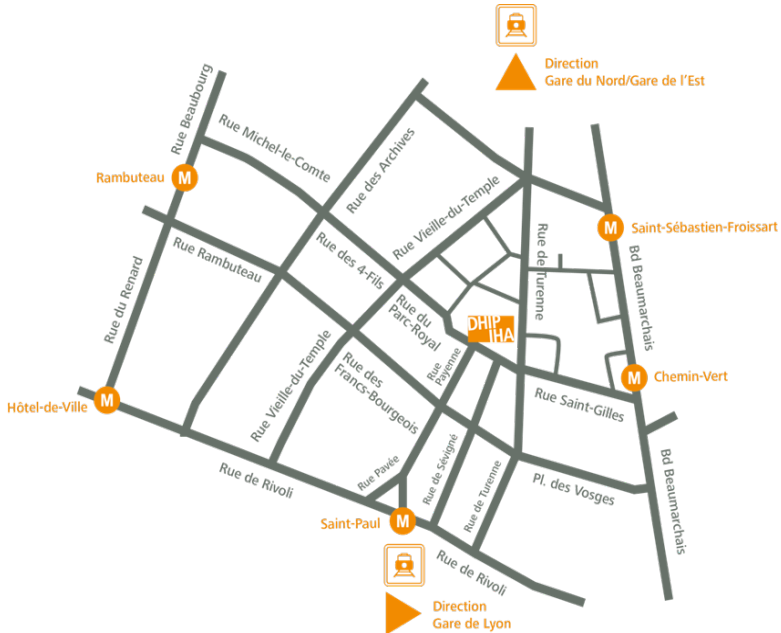 Direction
Gare du Nord/Gare de l'Est
Rue Beaubourg
Rue Michel-le-Comte
Rue des Archives
Rambuteau
M
Rue Vieille-du-Temple
M
Saint-Sébastien-Froissart
Rue Rambuteau
Rue des 4-Fils
Rue de Turenne
Bd Beaumarchais
Rue du Renard
Rue du
Parc-Royal
DHIP
IHA
Rue Vieille-du-Temple
Rue des
Francs-Bourgeois
Rue
Payenne
M
Chemin-Vert
Hôtel-de-Ville
M
Rue Saint-Gilles
Rue de Rivoli
Rue Pavée
Rue de Sévigné
Rue de Turenne
Pl. des Vosges
Bd Beaumarchais
Saint-Paul
M
Rue de Rivoli
Direction
Gare de Lyon